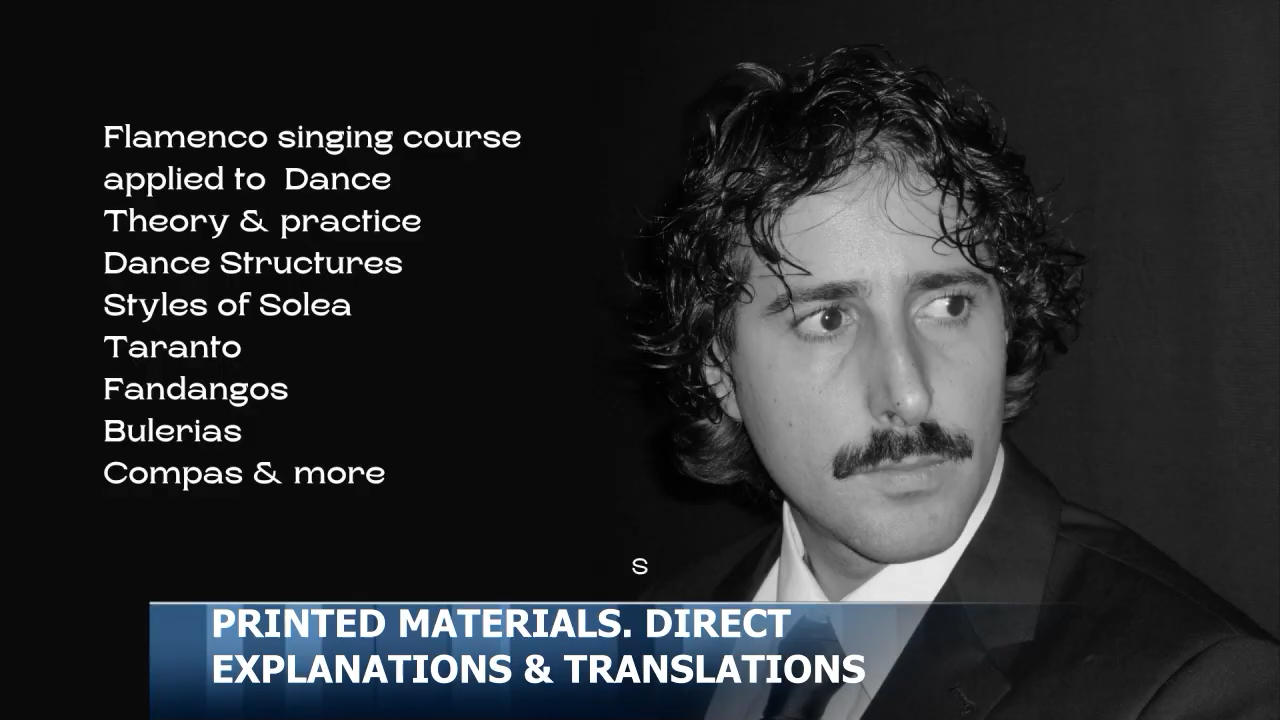 Flamenco singing course
applied to Dance
Theory & practice
Dance Structures
Styles of Solea
Taranto
Fandangos
Bulerias
Compas & more
s
PRINTED MATERIALS. DIRECT
EXPLANATIONS & TRANSLATIONS